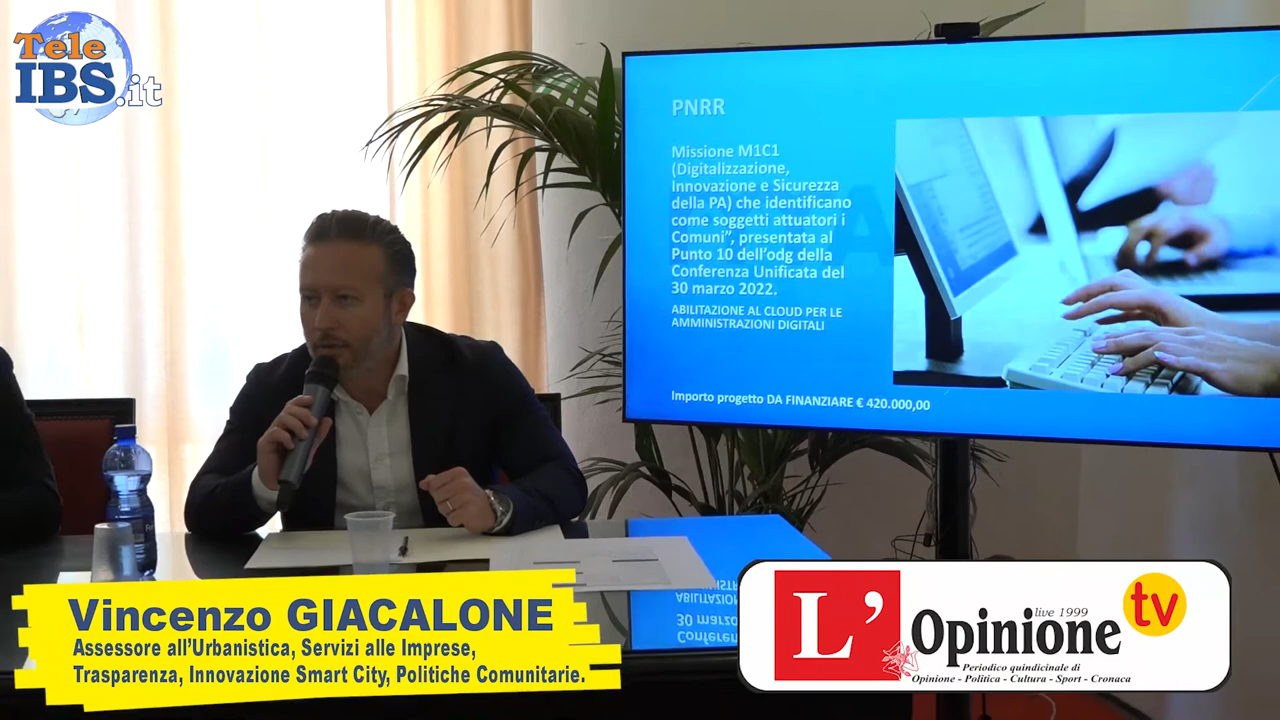 Tele
IBS.it
PNRR
Missione M1C1
(Digitalizzazione,
Innovazione e Sicurezza
della PA) che identificano
come soggetti attuatori i
Comuni”, presentata al
Punto 10 dell’odg della
Conferenza Unificata del
30 marzo 2022.
ABILITAZIONE AL CLOUD PER LE
AMMINISTRAZIONI DIGITALI
Importo progetto DA FINANZIARE € 420.000,00
Vincenzo GIACALONE
Assessore all’Urbanistica, Servizi alle Imprese,
Trasparenza, Innovazione Smart City, Politiche Comunitarie.
L’
Opinione
live 1999
tv
Periodico quindicinale di
Opinione - Politica - Cultura - Sport - Cronaca